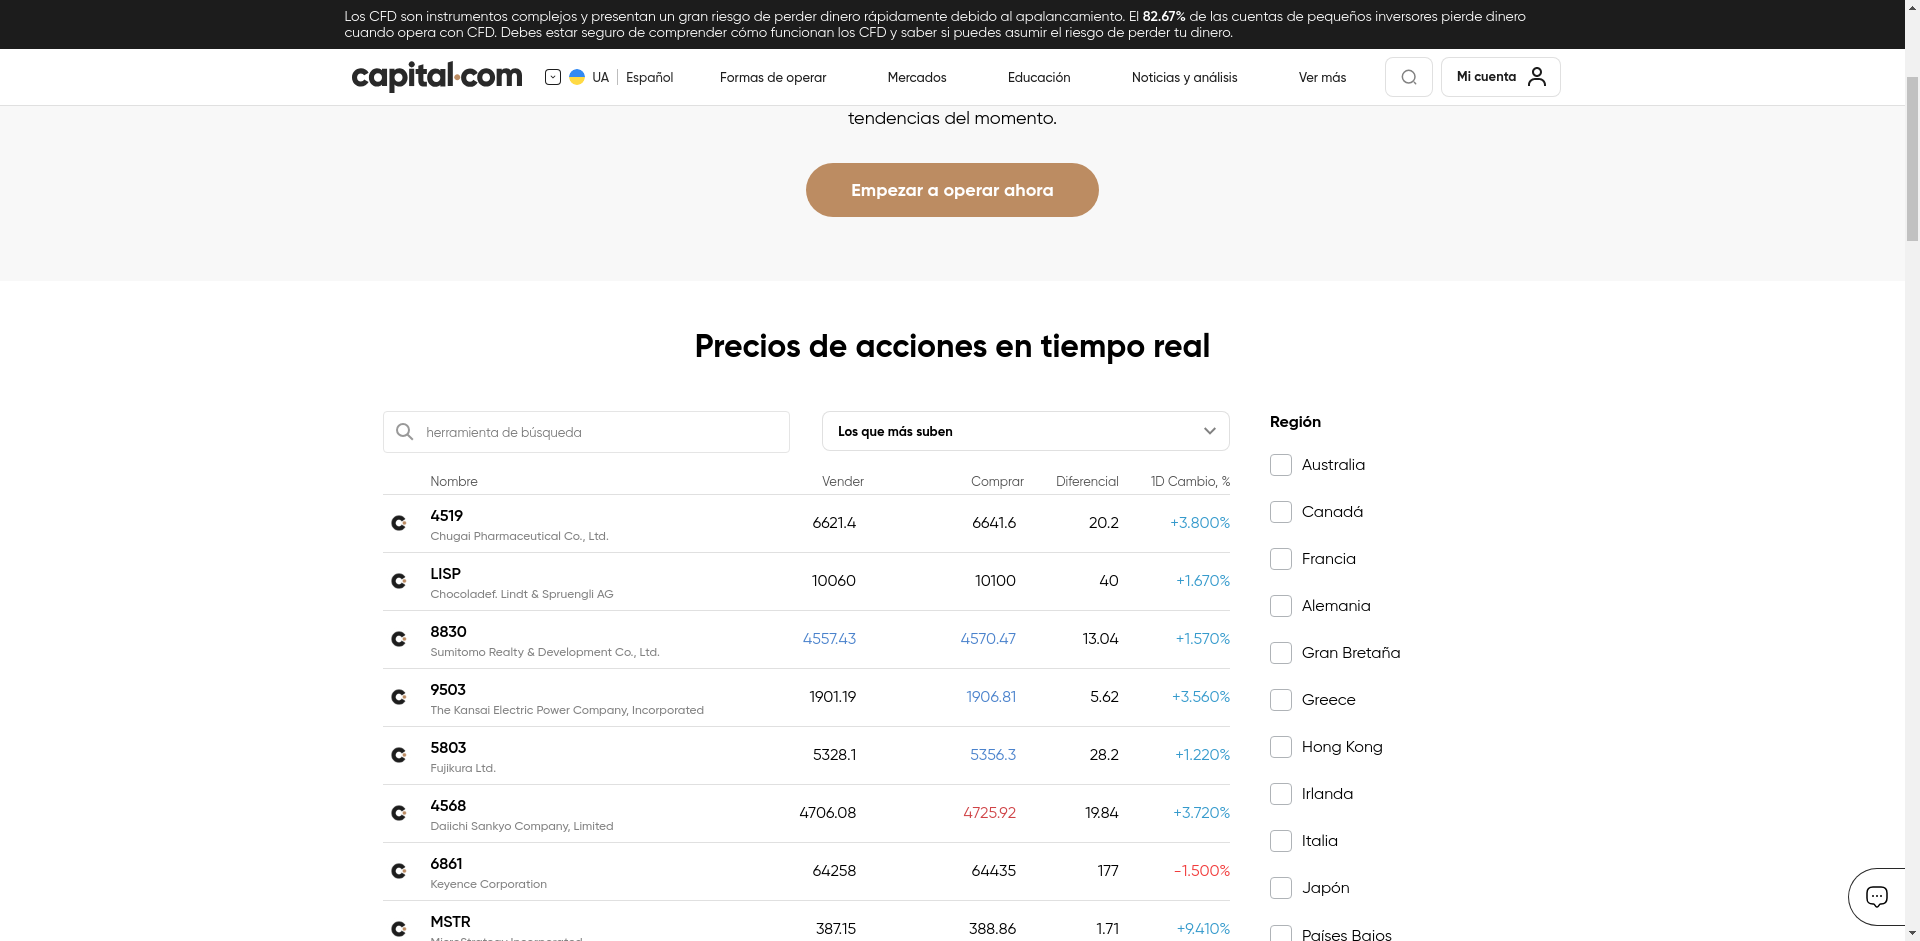 Los CFD son instrumentos complejos y presentan un gran riesgo de perder dinero rápidamente debido al apalancamiento. El 82.67% de las cuentas de pequeños inversores pierde dinero
cuando opera con CFD. Debes estar seguro de comprender cómo funcionan los CFD y saber si puedes asumir el riesgo de perder tu dinero.
capital.com UA Español Formas de operar Mercados Educación Noticias y análisis Ver más Mi cuenta
tendencias del momento.
Empezar a operar ahora
Precios de acciones en tiempo real
herramienta de búsqueda
Los que más suben
Nombre Vender Comprar Diferencial 1D Cambio, %
4519 6621.4 6641.6 20.2 +3.800%
Chugai Pharmaceutical Co., Ltd.
LISP 10060 10100 40 +1.670%
Chocoladef. Lindt & Spruengli AG
8830 4557.43 4570.47 13.04 +1.570%
Sumitomo Realty & Development Co., Ltd.
9503 1901.19 1906.81 5.62 +3.560%
The Kansai Electric Power Company, Incorporated
5803 5328.1 5356.3 28.2 +1.220%
Fujikura Ltd.
4568 4706.08 4725.92 19.84 +3.720%
Daiichi Sankyo Company, Limited
6861 64258 64435 177 -1.500%
Keyence Corporation
MSTR 387.15 388.86 1.71 +9.410%
MicroStrategy Incorporated
Región
Australia
Canadá
Francia
Alemania
Gran Bretaña
Greece
Hong Kong
Irlanda
Italia
Japón
Países Bajos